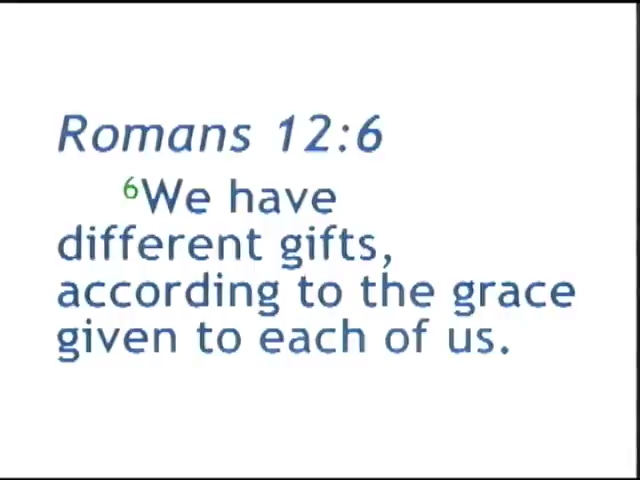 Romans 12:6
6We have
different gifts,
according to the grace
given to each of us.